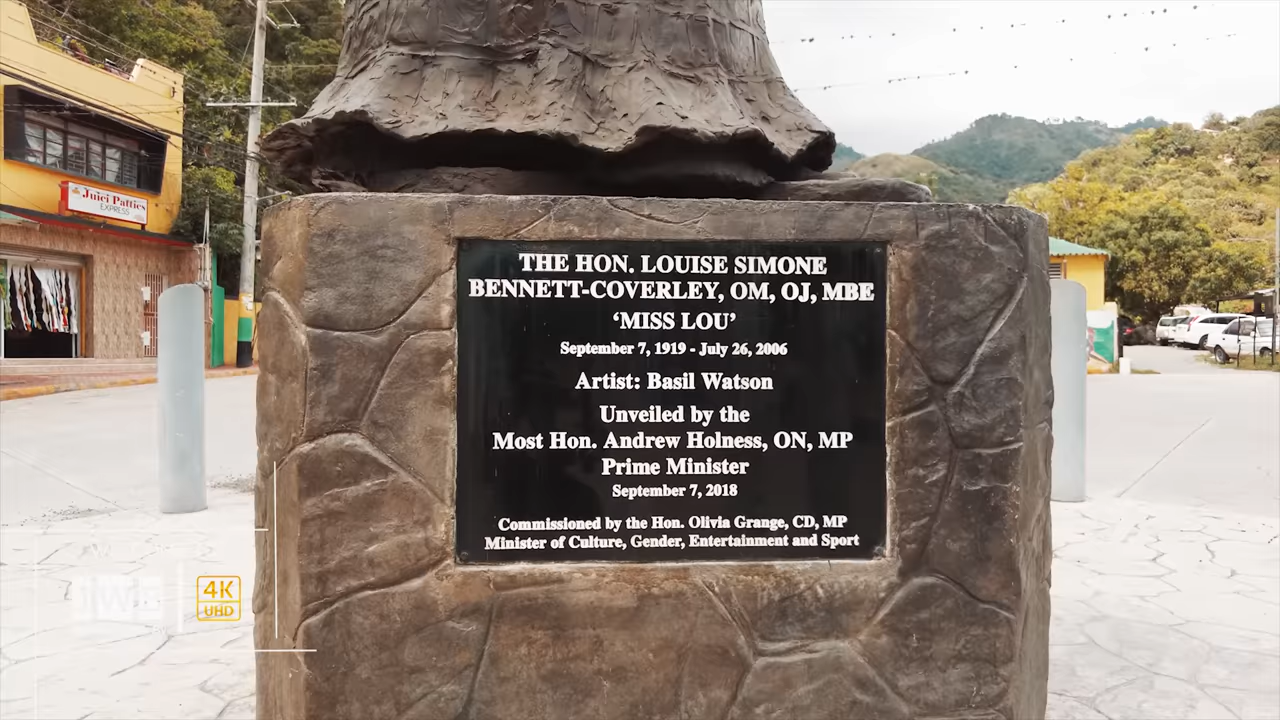 Juici Patties
EXPRESS
THE HON. LOUISE SIMONE
BENNETT-COVERLEY, OM, OJ, MBE
‘MISS LOU’
September 7, 1919 - July 26, 2006
Artist: Basil Watson
Unveiled by the
Most Hon. Andrew Holness, ON, MP
Prime Minister
September 7, 2018
Commissioned by the Hon. Olivia Grange, CD, MP
Minister of Culture, Gender, Entertainment and Sport
4K
UHD